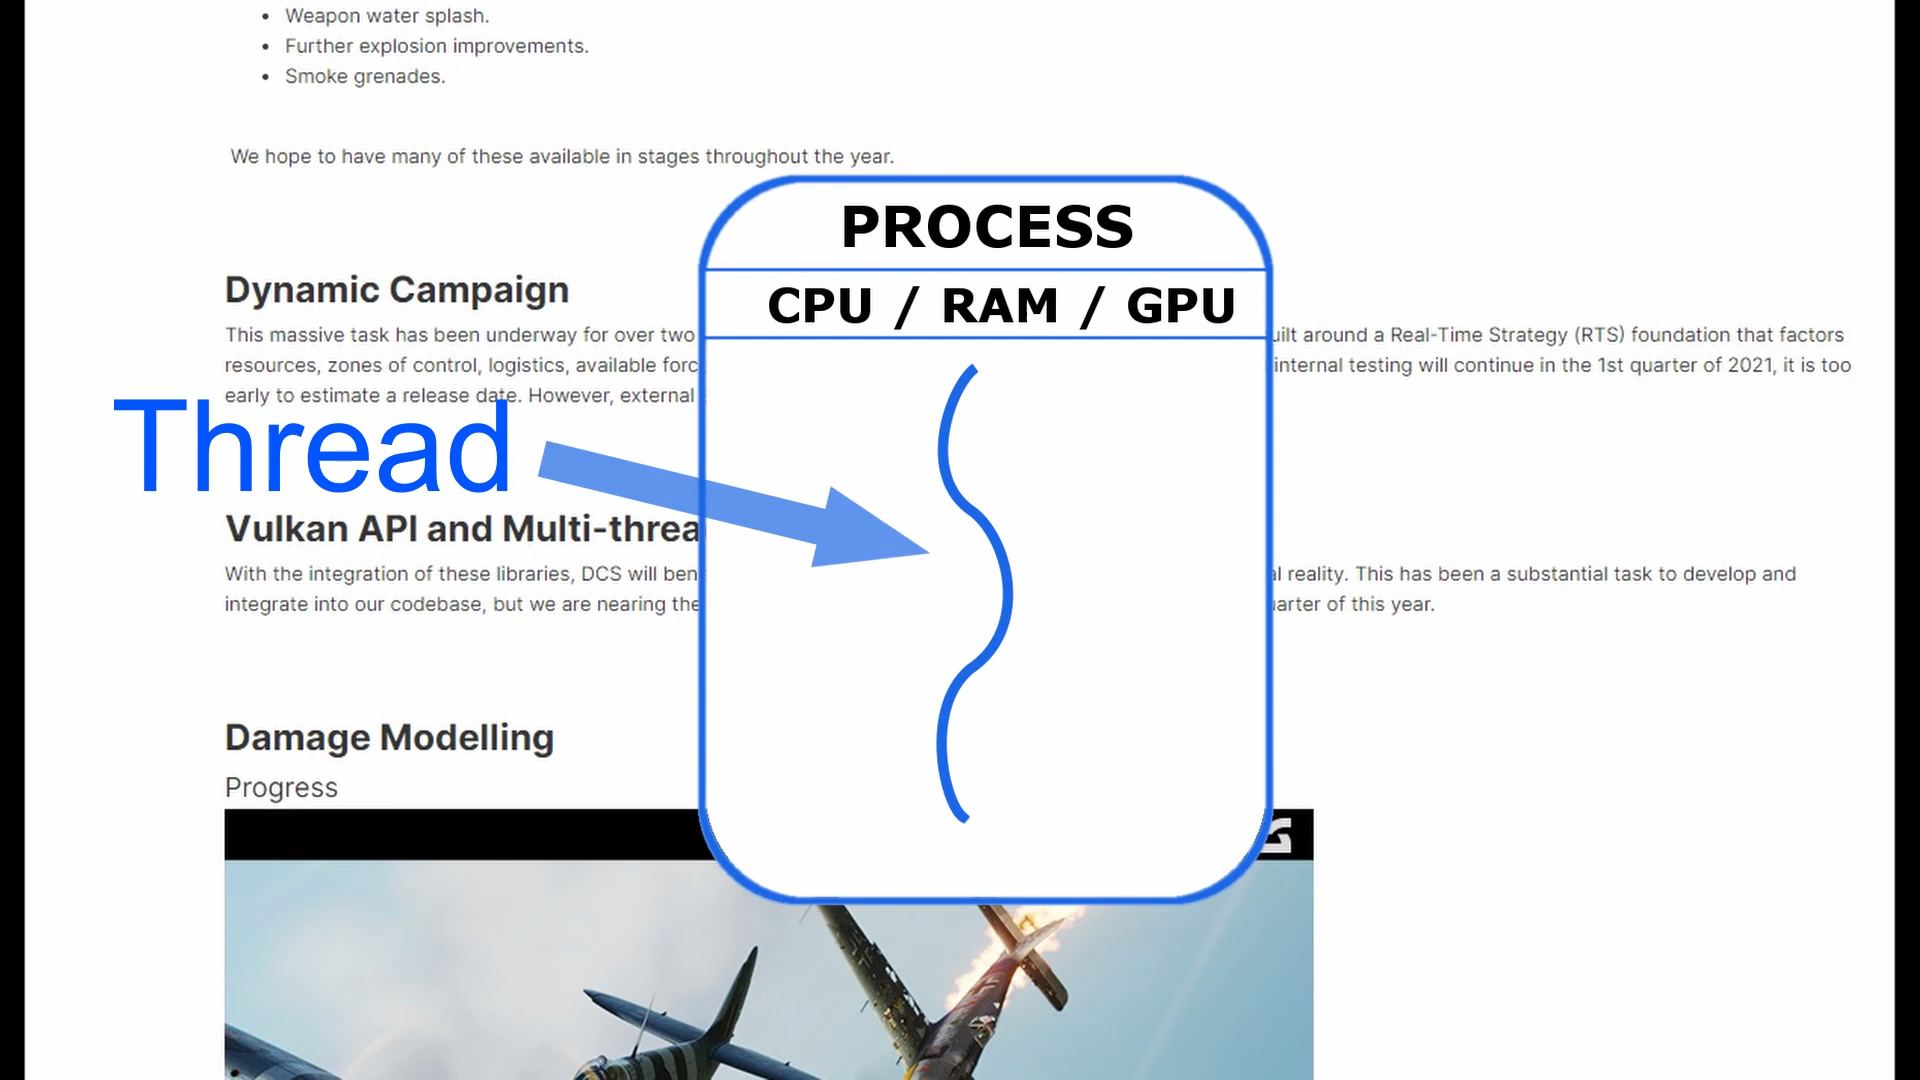 Weapon water splash.
Further explosion improvements.
Smoke grenades.
We hope to have many of these available in stages throughout the year.
PROCESS
CPU / RAM / GPU
Dynamic Campaign
This massive task has been underway for over two uilt around a Real-Time Strategy (RTS) foundation that factors
resources, zones of control, logistics, available forc internal testing will continue in the 1st quarter of 2021, it is too
early to estimate a release date. However, external
Thread
Vulkan API and Multi-threa
With the integration of these libraries, DCS will ben al reality. This has been a substantial task to develop and
integrate into our codebase, but we are nearing the arter of this year.
Damage Modelling
Progress